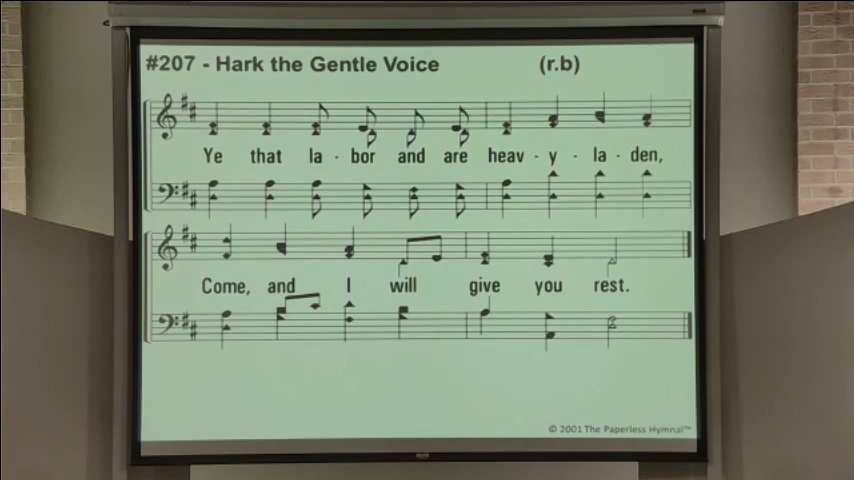 #207 - Hark the Gentle Voice (r.b)
Ye that la - bor and are heav - y - la - den,
Come, and I will give you rest.
© 2001 The Paperless Hymnal™